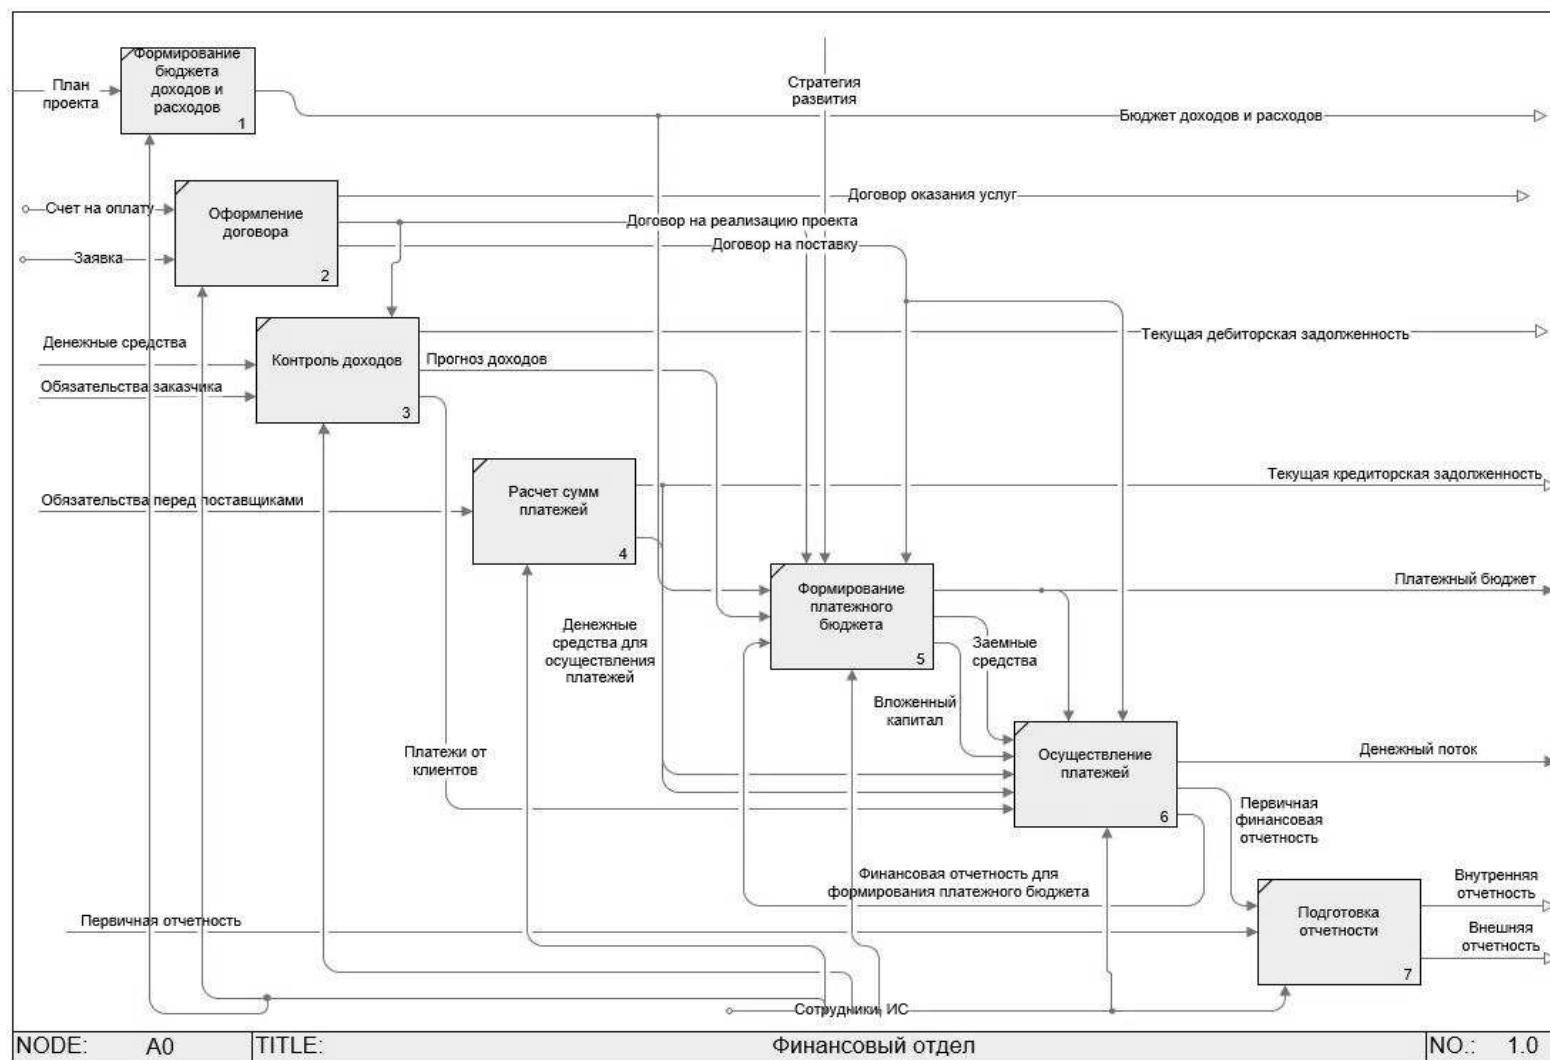 Формирование
бюджета
доходов и
расходов
1
План
проекта
Стратегия
развития
Бюджет доходов и расходов
Счет на оплату
Оформление
договора
2
Договор оказания услуг
Договор на реализацию проекта
Договор на поставку
Заявка
Денежные средства
Обязательства заказчика
Контроль доходов
3
Прогноз доходов
Текущая дебиторская задолженность
Обязательства перед поставщиками
Расчет сумм
платежей
4
Текущая кредиторская задолженность
Формирование
платежного
бюджета
5
Платежный бюджет
Денежные
средства для
осуществления
платежей
Заемные
средства
Вложенный
капитал
Платежи от
клиентов
Осуществление
платежей
6
Денежный поток
Первичная
финансовая
отчетность
Финансовая отчетность для
формирования платежного бюджета
Первичная отчетность
Подготовка
отчетности
7
Внутренняя
отчетность
Внешняя
отчетность
Сотрудники, ИС
NODE: A0 TITLE: Финансовый отдел NO.: 1.0